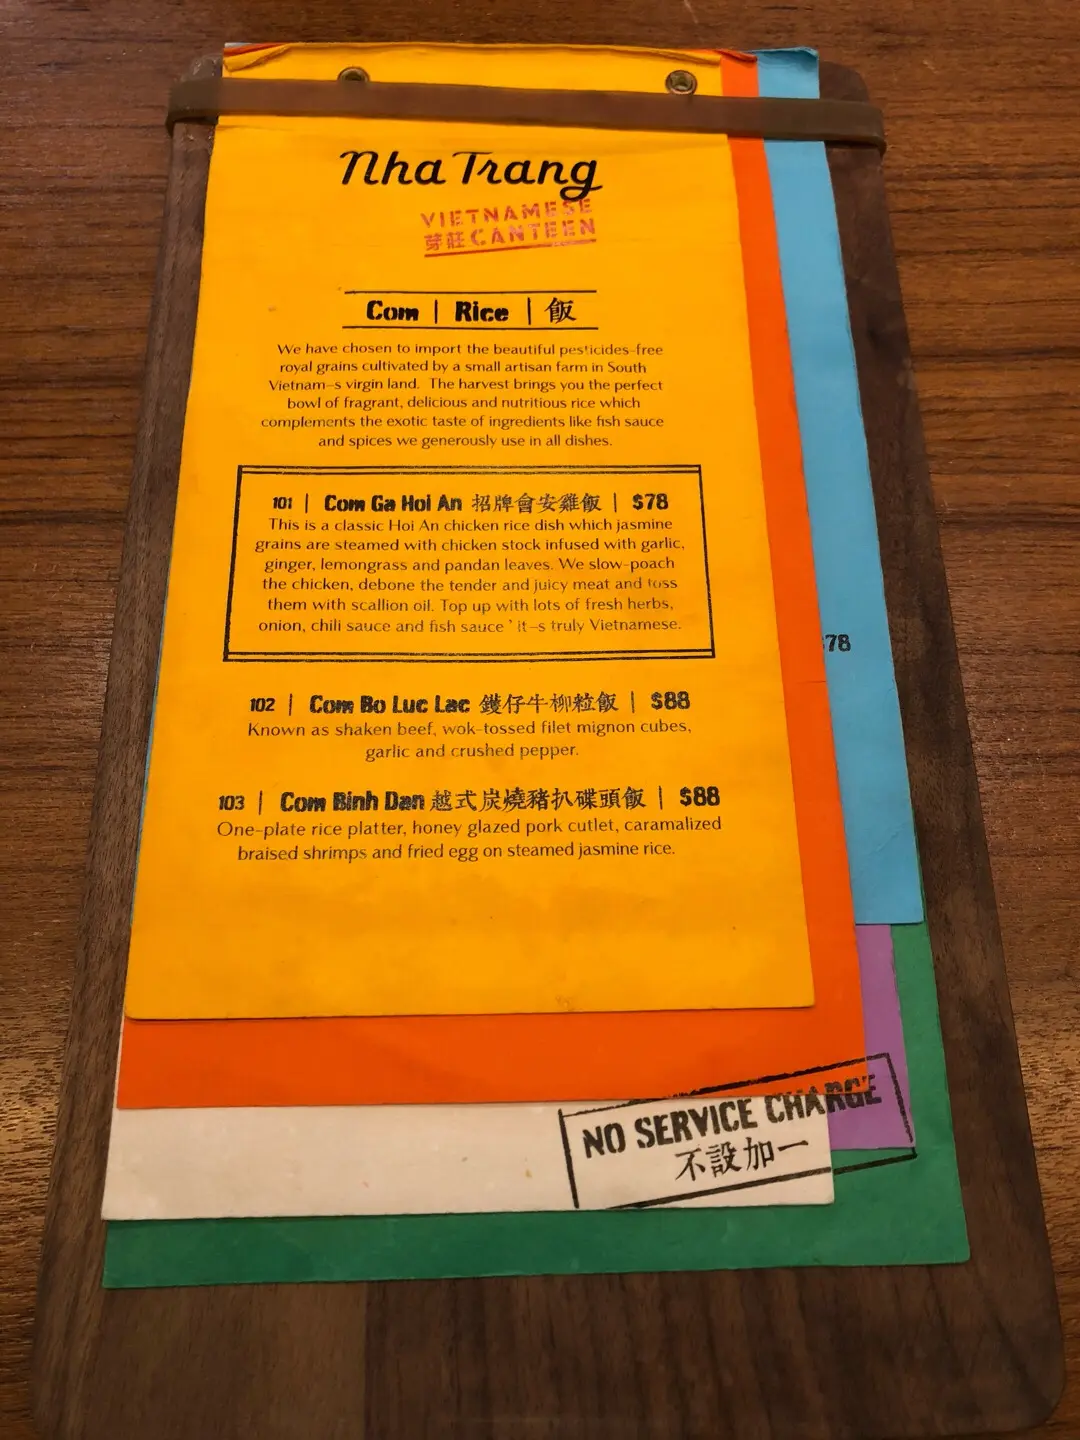 Nha Trang
VIETNAMESE
芽莊CANTEEN
Com | Rice | 飯
We have chosen to import the beautiful pesticides-free
royal grains cultivated by a small artisan farm in South
Vietnam-s virgin land. The harvest brings you the perfect
bowl of fragrant, delicious and nutritious rice which
complements the exotic taste of ingredients like fish sauce
and spices we generously use in all dishes.
101 | Com Ga Hoi An 招牌會安雞飯 | $78
This is a classic Hoi An chicken rice dish which jasmine
grains are steamed with chicken stock infused with garlic,
ginger, lemongrass and pandan leaves. We slow-poach
the chicken, debone the tender and juicy meat and toss
them with scallion oil. Top up with lots of fresh herbs,
onion, chili sauce and fish sauce ' it-s truly Vietnamese.
102 | Com Bo Luc Lac 鑊仔牛柳粒飯 | $88
Known as shaken beef, wok-tossed filet mignon cubes,
garlic and crushed pepper.
103 | Com Binh Dan 越式炭燒豬扒碟頭飯 | $88
One-plate rice platter, honey glazed pork cutlet, caramalized
braised shrimps and fried egg on steamed jasmine rice.
$78
NO SERVICE CHARGE
不設加一